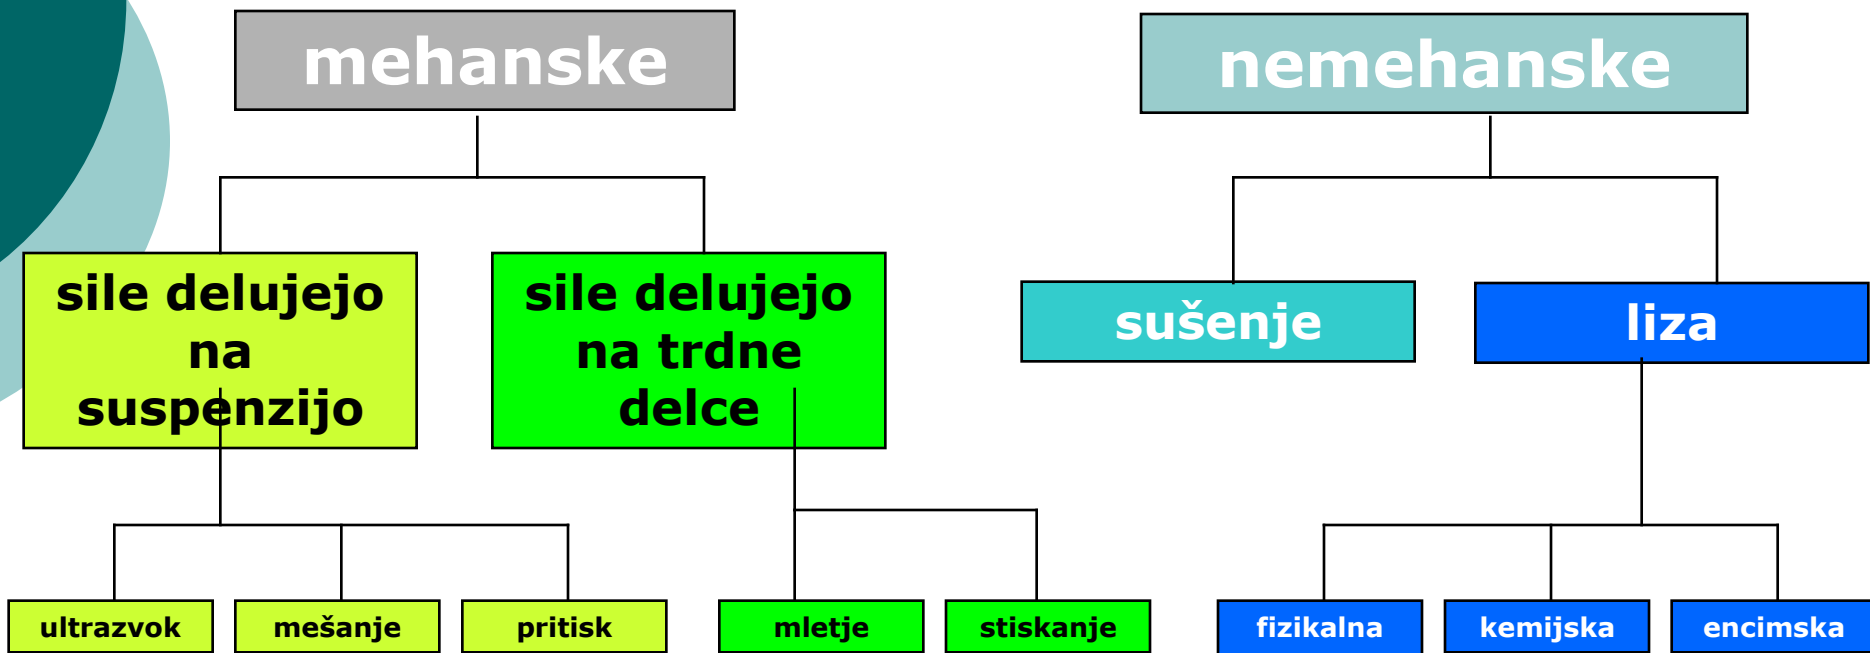 mehanske
nemehanske
sile delujejo
na
suspenzijo
sile delujejo
na trdne
delce
sušenje
liza
ultrazvok
mešanje
pritisk
mletje
stiskanje
fizikalna
kemijska
encimska